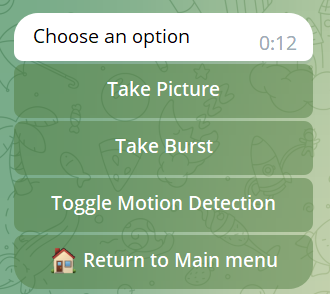 Choose an option
0:12
Take Picture
Take Burst
Toggle Motion Detection
🏠 Return to Main menu